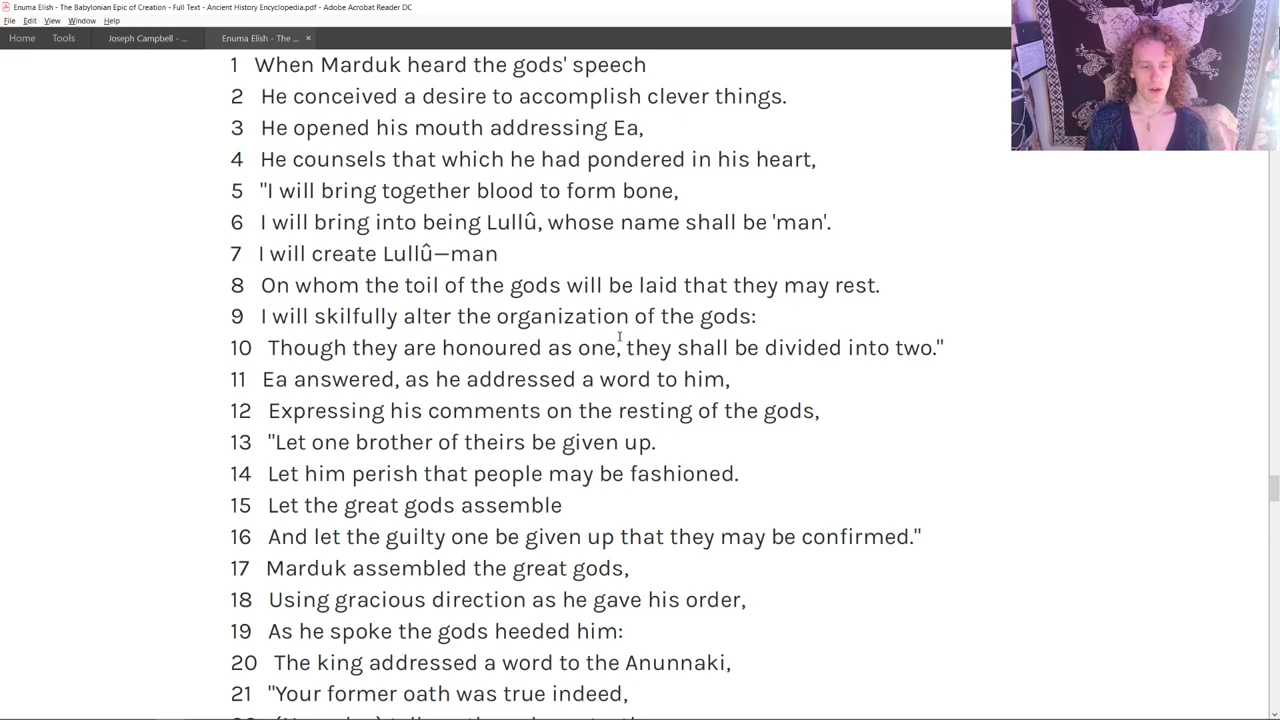 Enuma Elish - The Babylonian Epic of Creation - Full Text - Ancient History Encyclopedia.pdf - Adobe Acrobat Reader DC
File Edit View Window Help
Home Tools Joseph Campbell - ... Enuma Elish - The ... ×
1 When Marduk heard the gods' speech
2 He conceived a desire to accomplish clever things.
3 He opened his mouth addressing Ea,
4 He counsels that which he had pondered in his heart,
5 "I will bring together blood to form bone,
6 I will bring into being Lullû, whose name shall be 'man'.
7 I will create Lullû—man
8 On whom the toil of the gods will be laid that they may rest.
9 I will skilfully alter the organization of the gods:
10 Though they are honoured as one, they shall be divided into two."
11 Ea answered, as he addressed a word to him,
12 Expressing his comments on the resting of the gods,
13 "Let one brother of theirs be given up.
14 Let him perish that people may be fashioned.
15 Let the great gods assemble
16 And let the guilty one be given up that they may be confirmed."
17 Marduk assembled the great gods,
18 Using gracious direction as he gave his order,
19 As he spoke the gods heeded him:
20 The king addressed a word to the Anunnaki,
21 "Your former oath was true indeed,